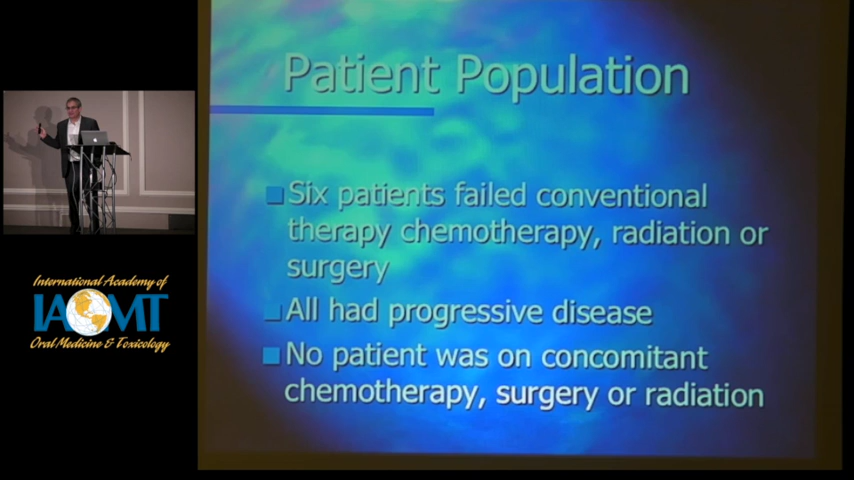 Patient Population
Six patients failed conventional
therapy chemotherapy, radiation or
surgery
All had progressive disease
No patient was on concomitant
chemotherapy, surgery or radiation
International Academy of
IAOMT
Oral Medicine & Toxicology